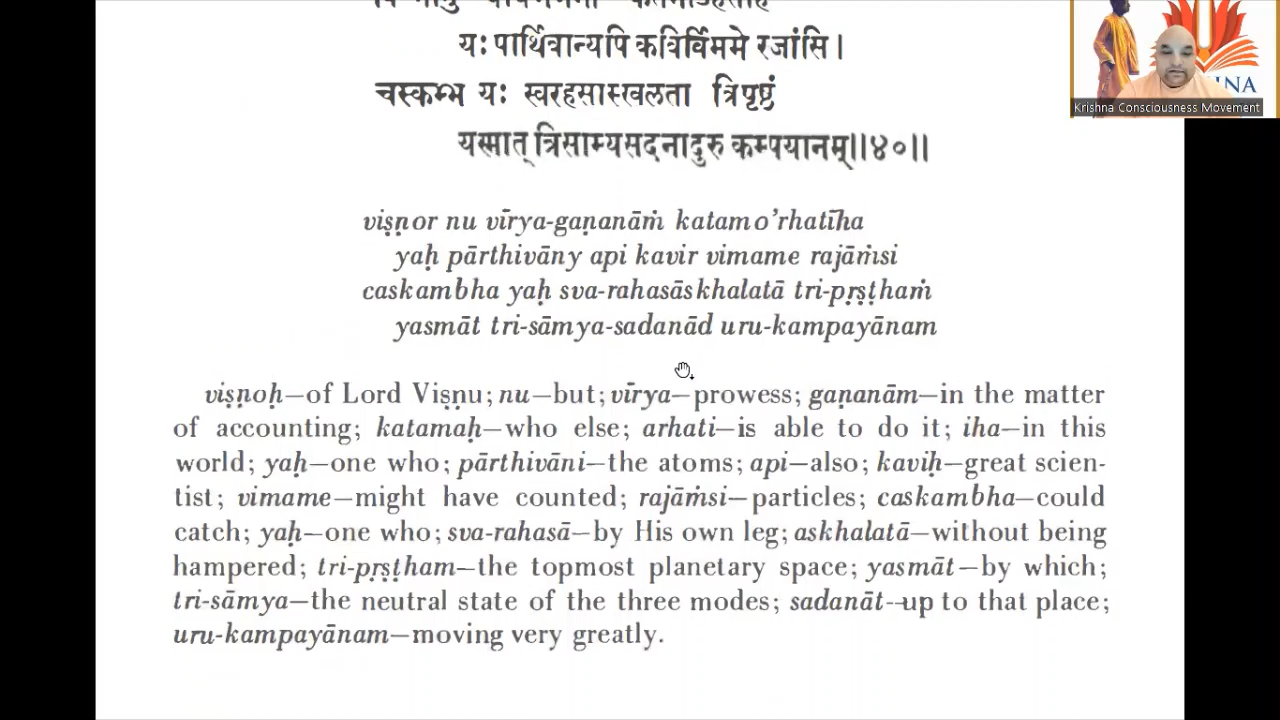 यः पार्थिवान्यपि कविर्विममे रजांसि ।
चस्कम्भ यः स्वरहसास्खलता त्रिपृष्ठं
यस्मात् त्रिसाम्यसदनादुरु कम्पयानम्॥४०॥
viṣṇor nu vīrya-gaṇanāṁ katamo’rhatīha
yaḥ pārthivāny api kavir vimame rajāṁsi
caskambha yaḥ sva-rahasāskhalatā tri-pṛṣṭhaṁ
yasmāt tri-sāmya-sadanād uru-kampayānam
viṣṇoḥ—of Lord Viṣṇu; nu—but; vīrya—prowess; gaṇanām—in the matter
of accounting; katamaḥ—who else; arhati—is able to do it; iha—in this
world; yaḥ—one who; pārthivāni—the atoms; api—also; kaviḥ—great scien-
tist; vimame—might have counted; rajāṁsi—particles; caskambha—could
catch; yaḥ—one who; sva-rahasā—by His own leg; askhalatā—without being
hampered; tri-pṛṣṭham—the topmost planetary space; yasmāt—by which;
tri-sāmya—the neutral state of the three modes; sadanāt--up to that place;
uru-kampayānam—moving very greatly.
Krishna Consciousness Movement